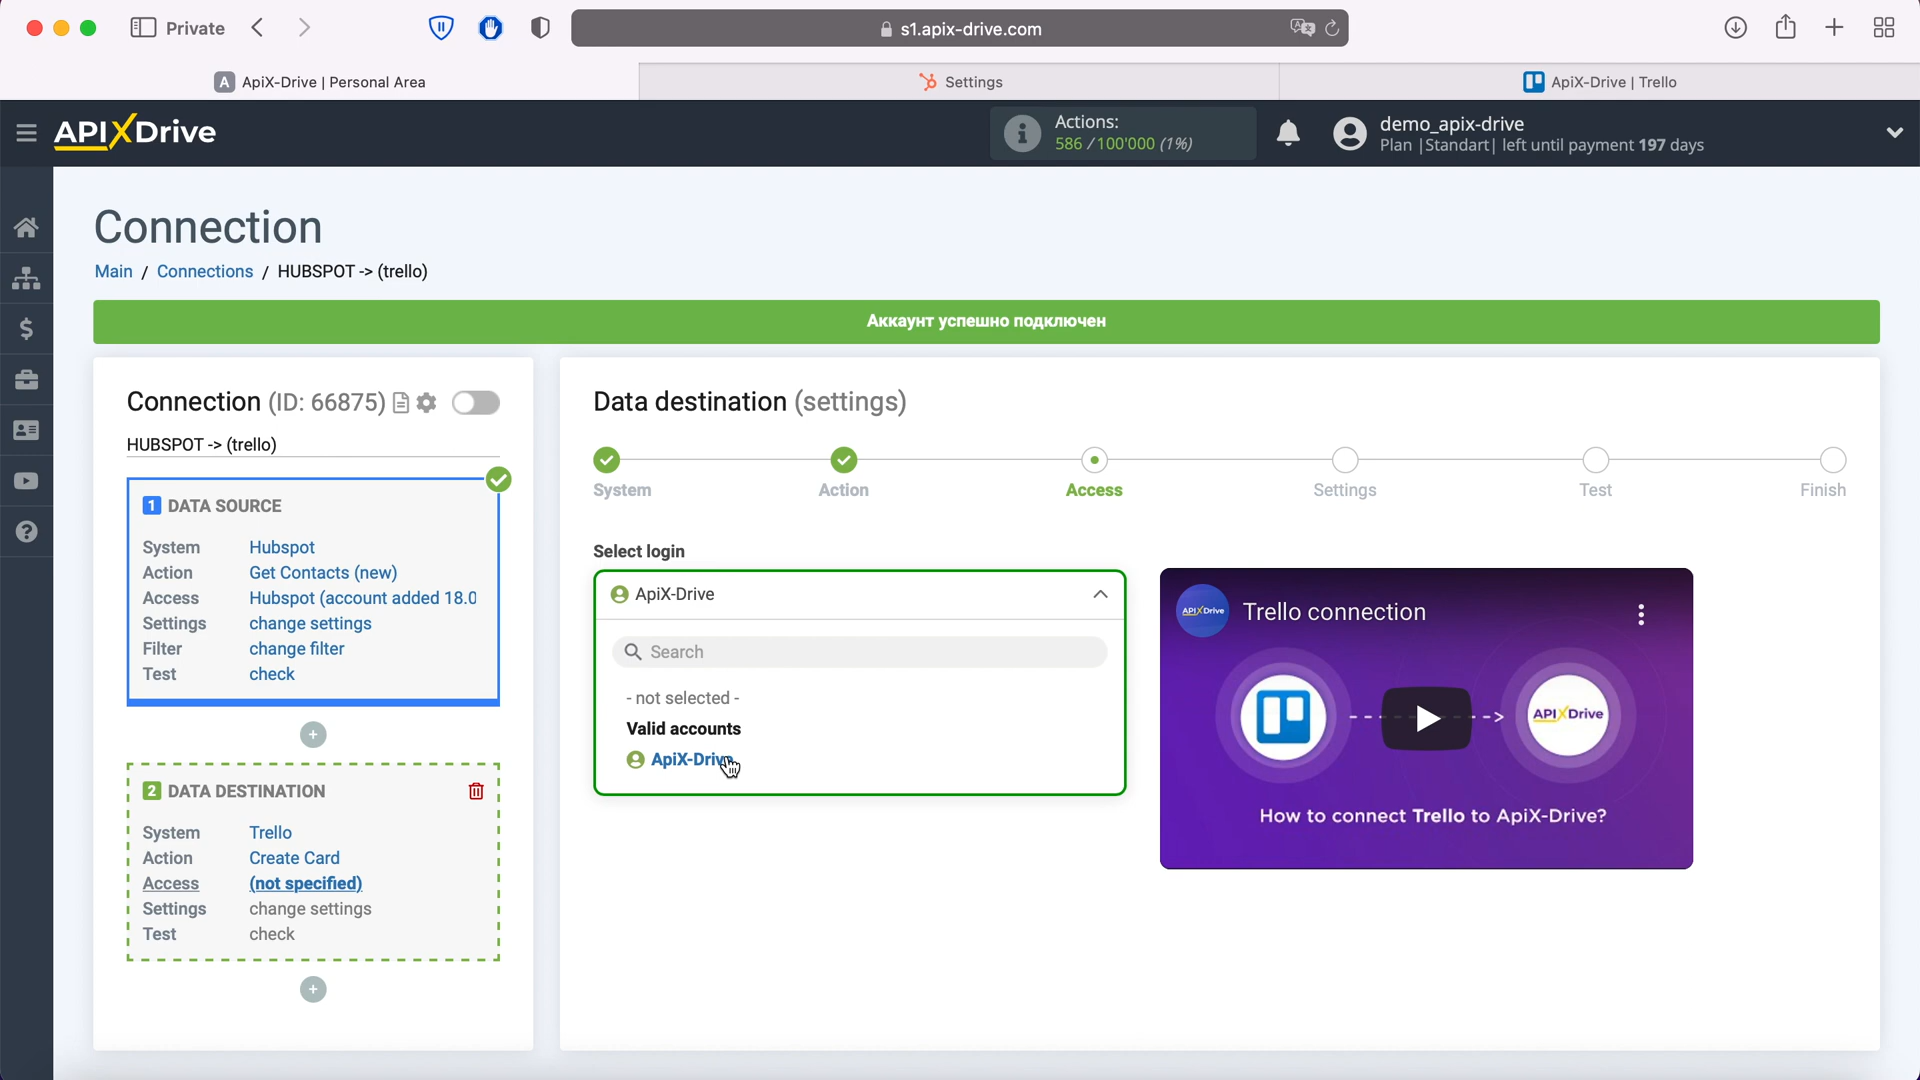 Private
s1.apix-drive.com
A ApiX-Drive | Personal Area
Settings
ApiX-Drive | Trello
APIXDrive
Actions:
586 / 100'000 (1%)
demo_apix-drive
Plan |Standart| left until payment 197 days
Connection
Main / Connections / HUBSPOT -> (trello)
Аккаунт успешно подключен
Connection (ID: 66875)
HUBSPOT -> (trello)
1 DATA SOURCE
System Hubspot
Action Get Contacts (new)
Access Hubspot (account added 18.0
Settings change settings
Filter change filter
Test check
2 DATA DESTINATION
System Trello
Action Create Card
Access (not specified)
Settings change settings
Test check
Data destination (settings)
System Action Access Settings Test Finish
Select login
ApiX-Drive
Search
- not selected -
Valid accounts
ApiX-Drive
APIXDrive Trello connection
APIXDrive
How to connect Trello to ApiX-Drive?